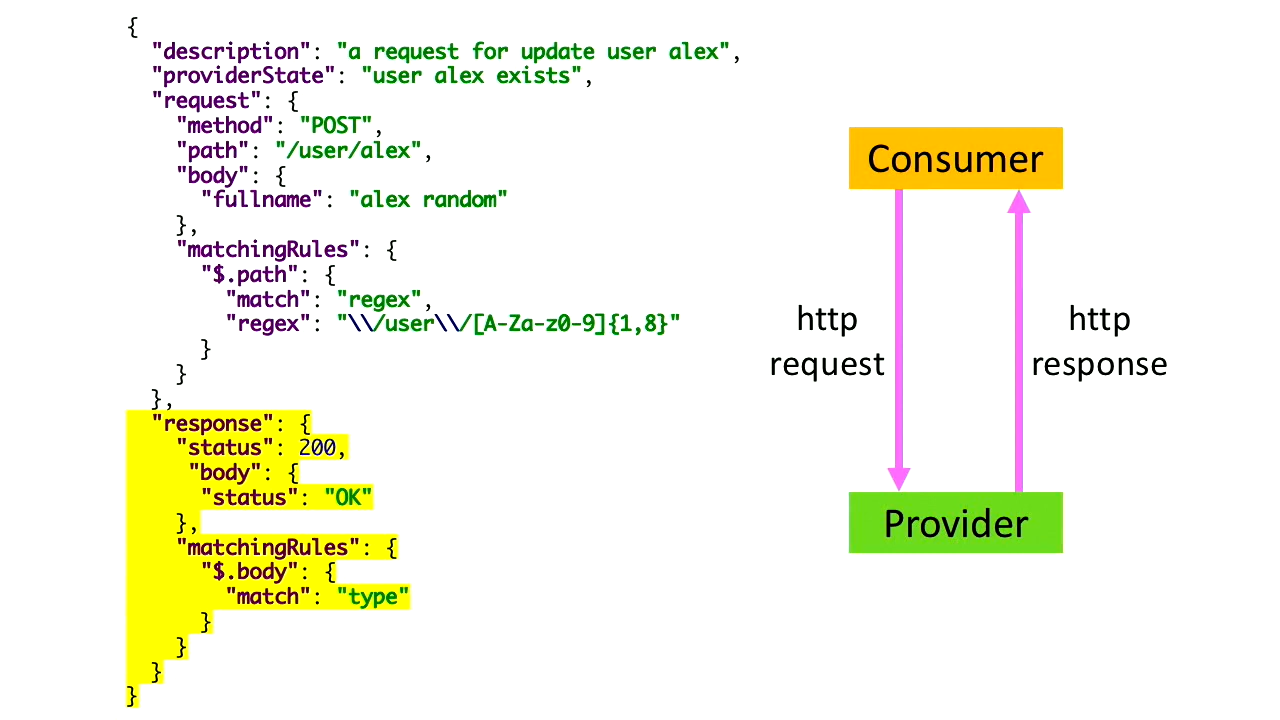 {
  "description": "a request for update user alex",
  "providerState": "user alex exists",
  "request": {
    "method": "POST",
    "path": "/user/alex",
    "body": {
      "fullname": "alex random"
    },
    "matchingRules": {
      "$.path": {
        "match": "regex",
        "regex": "\\/user\\/[A-Za-z0-9]{1,8}"
      }
    }
  },
  "response": {
    "status": 200,
     "body": {
      "status": "OK"
    },
    "matchingRules": {
      "$.body": {
        "match": "type"
      }
    }
  }
}
Consumer
http
request
http
response
Provider